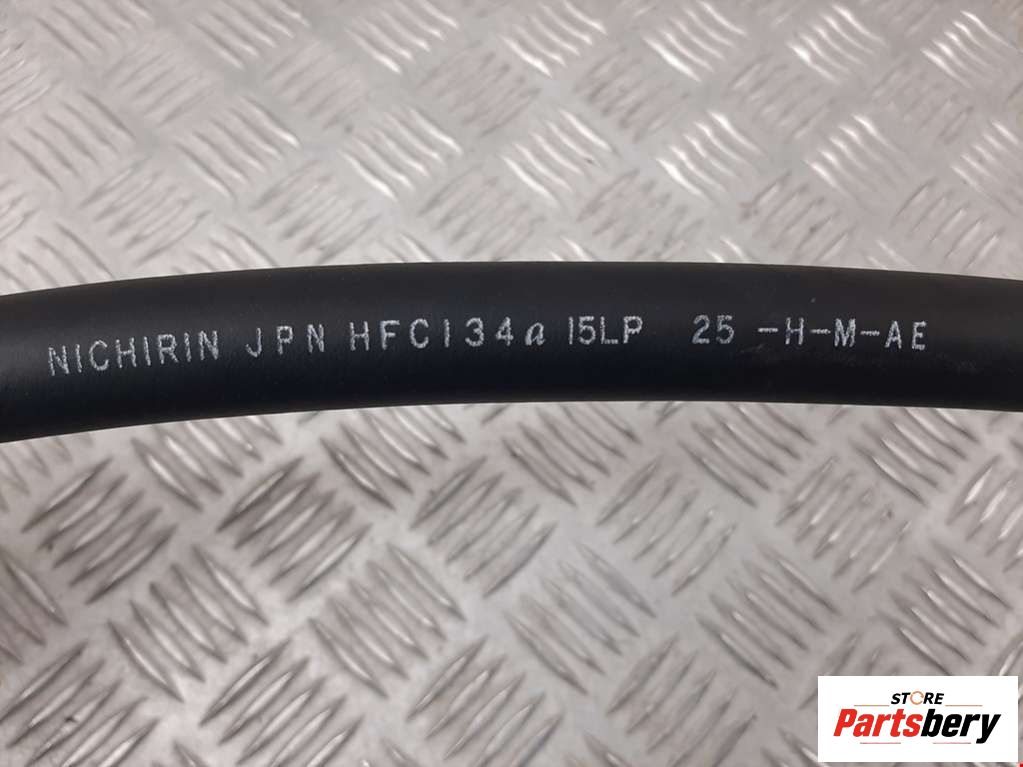 NICHIRIN JPN HFC134a 15LP 25 -H-M-AE
STORE
Partsbery